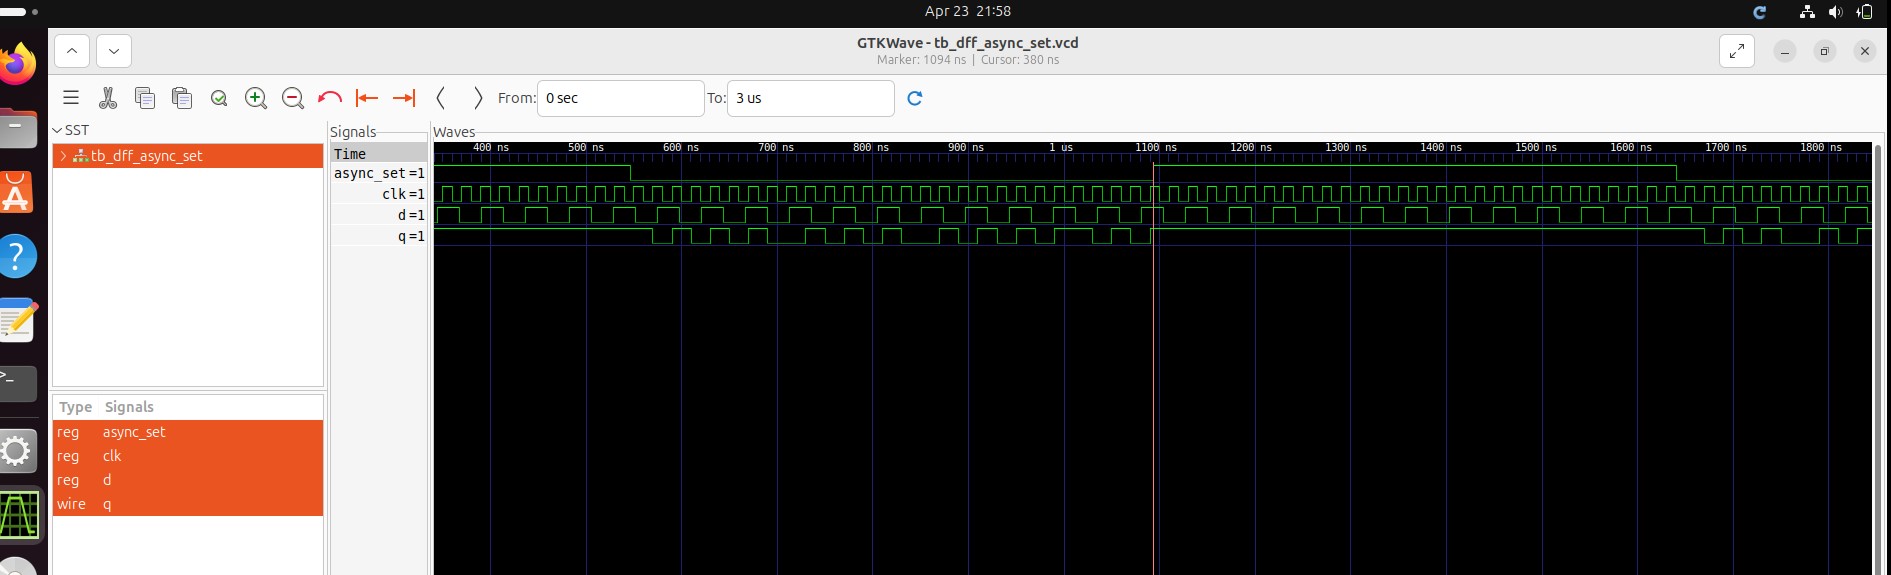 Apr 23 21:58
GTKWave - tb_dff_async_set.vcd
Marker: 1094 ns | Cursor: 380 ns
From: 0 sec To: 3 us
SST
tb_dff_async_set
Type Signals
reg async_set
reg clk
reg d
wire q
Signals
Time
async_set =1
clk =1
d =1
q =1
Waves
400 ns 500 ns 600 ns 700 ns 800 ns 900 ns 1 us 1100 ns 1200 ns 1300 ns 1400 ns 1500 ns 1600 ns 1700 ns 1800 ns